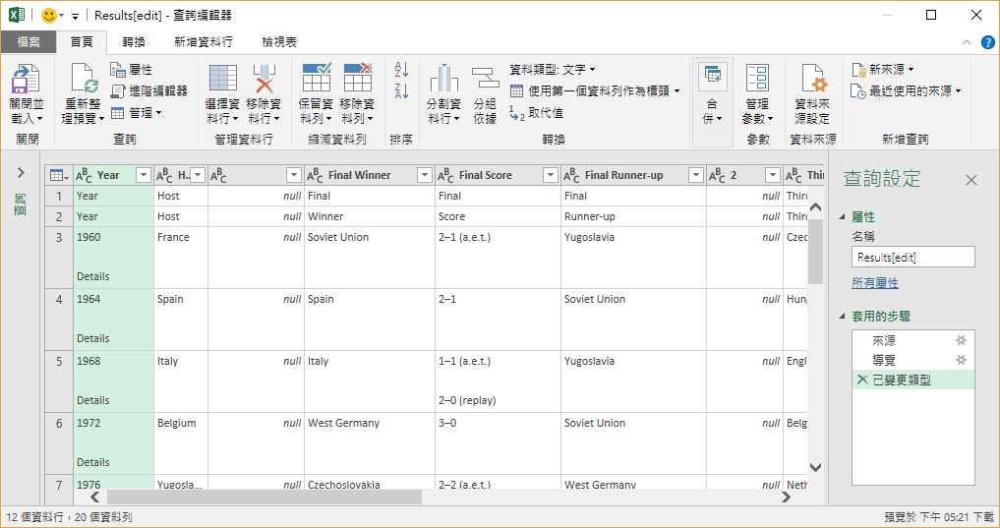 Results[edit] - 查詢編輯器
檔案 首頁 轉換 新增資料行 檢視表
關閉並
載入
關閉
重新整
理預覽
屬性
進階編輯器
管理
查詢
選擇資
料行
移除資
料行
管理資料行
保留資
料列
移除資
料列
縮減資料列
A
Z
Z
A
排序
分割資
料行
分組
依據
資料類型: 文字
使用第一個資料列作為標頭
1
2
取代值
轉換
合
併
管理
參數
參數
資料來
源設定
資料來源
新來源
最近使用的來源
新增查詢
ABC Year ABC H... ABC ABC Final Winner ABC Final Score ABC Final Runner-up ABC 2 ABC Thi
1 Year Host null Final Final Final null Third
2 Year Host null Winner Score Runner-up null Third
3 1960 France null Soviet Union 2–1 (a.e.t.) Yugoslavia null Czec
Details
4 1964 Spain null Spain 2–1 Soviet Union null Hung
Details
5 1968 Italy null Italy 1–1 (a.e.t.) Yugoslavia null Engl
Details 2–0 (replay)
6 1972 Belgium null West Germany 3–0 Soviet Union null Belg
Details
7 1976 Yugosla... null Czechoslovakia 2–2 (a.e.t.) West Germany null Neth
查詢設定
屬性
名稱
Results[edit]
所有屬性
套用的步驟
來源
導覽
已變更類型
12 個資料行，20 個資料列
預覽於 下午 05:21 下載